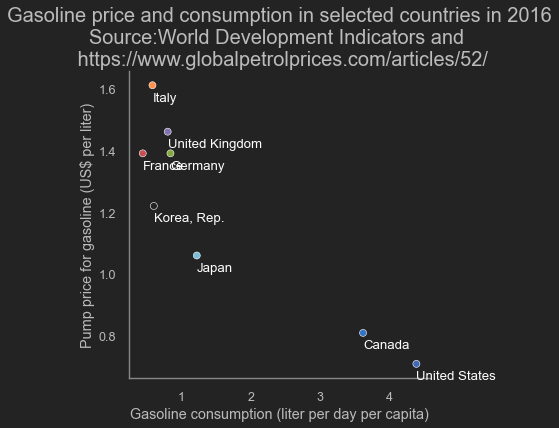 Gasoline price and consumption in selected countries in 2016
Source:World Development Indicators and
https://www.globalpetrolprices.com/articles/52/
Pump price for gasoline (US$ per liter)
1.6
1.4
1.2
1.0
0.8
Italy
United Kingdom
France
Germany
Korea, Rep.
Japan
Canada
United States
1 2 3 4
Gasoline consumption (liter per day per capita)